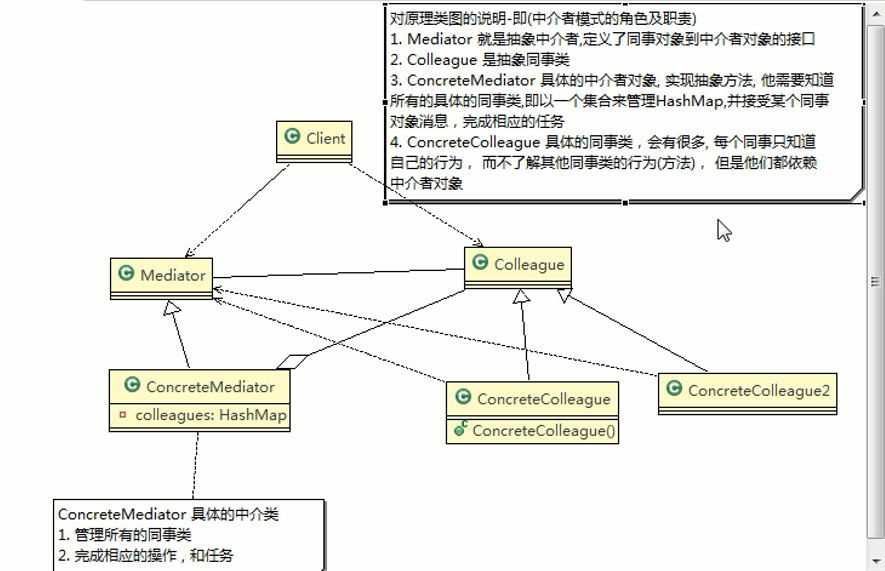 对原理类图的说明-即(中介者模式的角色及职责)
1. Mediator 就是抽象中介者,定义了同事对象到中介者对象的接口
2. Colleague 是抽象同事类
3. ConcreteMediator 具体的中介者对象, 实现抽象方法, 他需要知道
所有的具体的同事类,即以一个集合来管理HashMap,并接受某个同事
对象消息，完成相应的任务
4. ConcreteColleague 具体的同事类，会有很多, 每个同事只知道
自己的行为， 而不了解其他同事类的行为(方法)， 但是他们都依赖
中介者对象
Client
Mediator
Colleague
ConcreteMediator
colleagues: HashMap
ConcreteColleague
ConcreteColleague()
ConcreteColleague2
ConcreteMediator 具体的中介类
1. 管理所有的同事类
2. 完成相应的操作，和任务